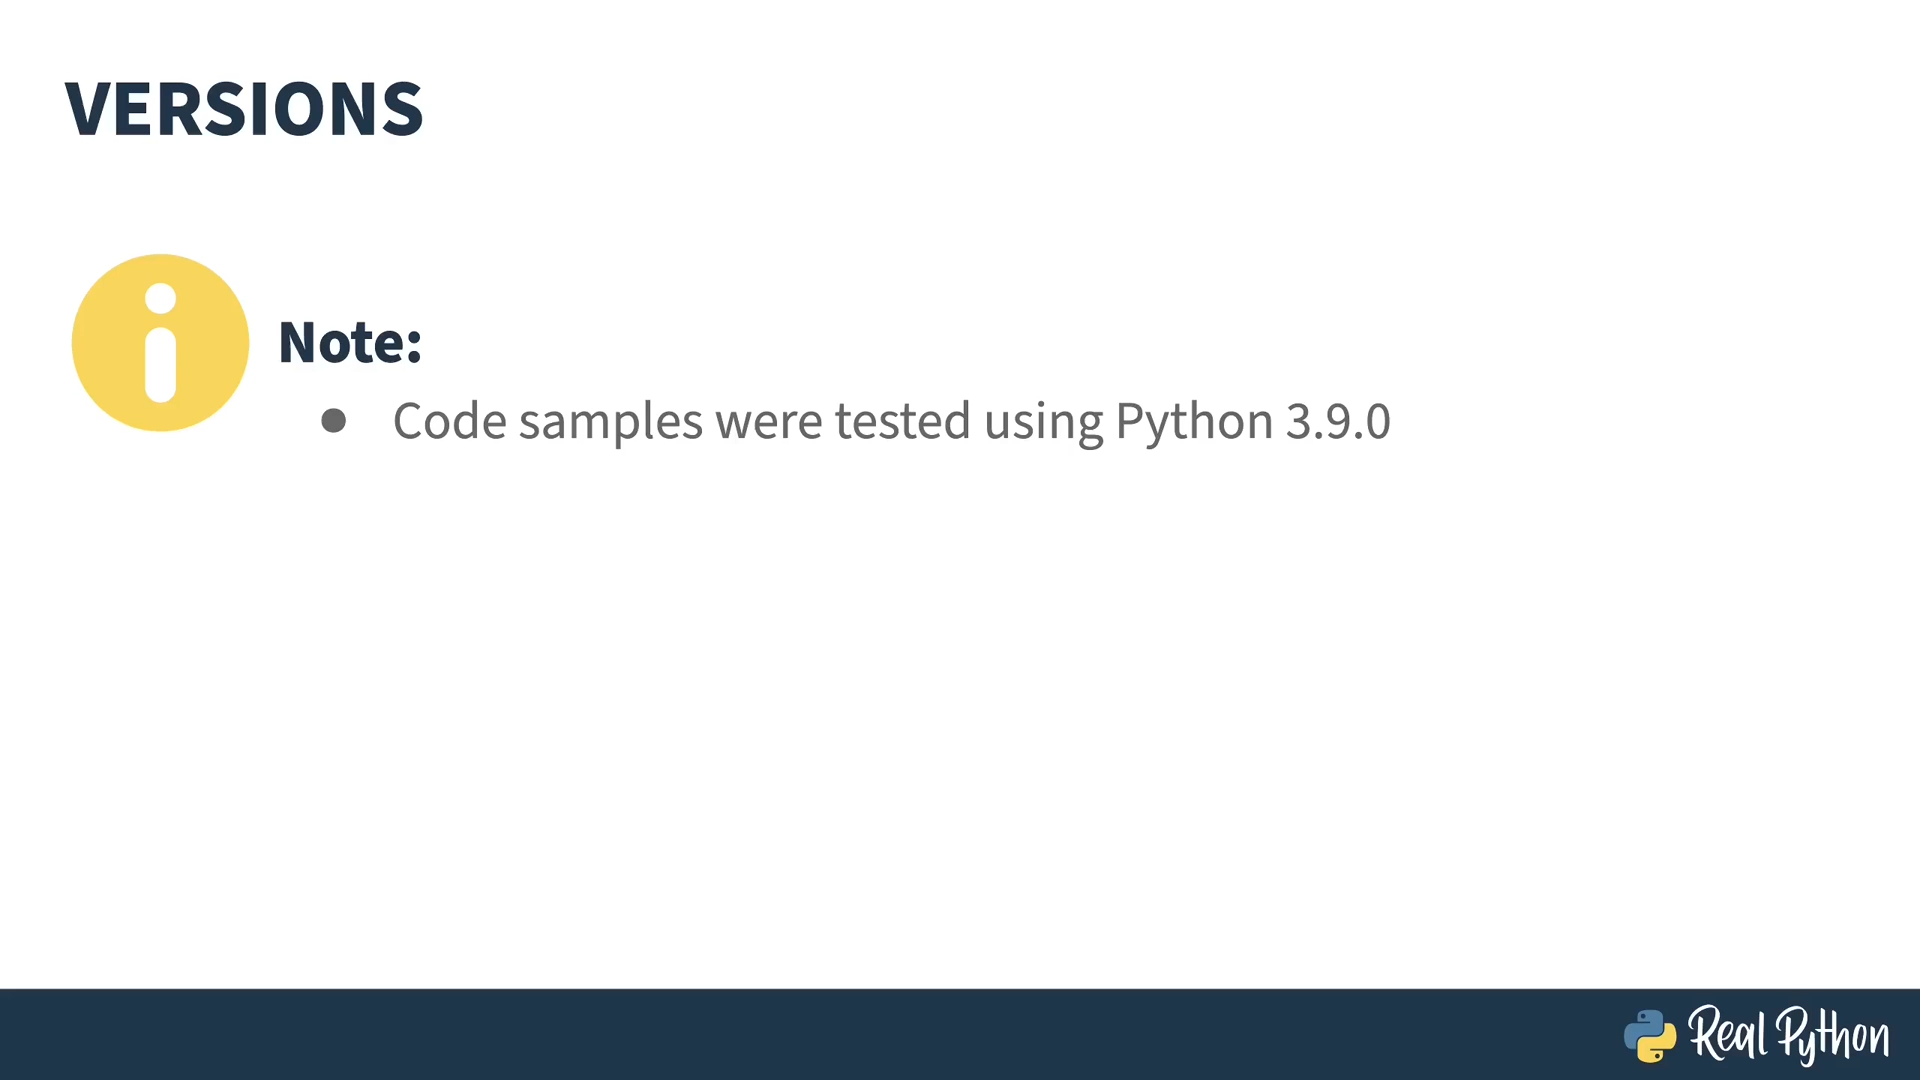 VERSIONS
Note:
● Code samples were tested using Python 3.9.0
Real Python